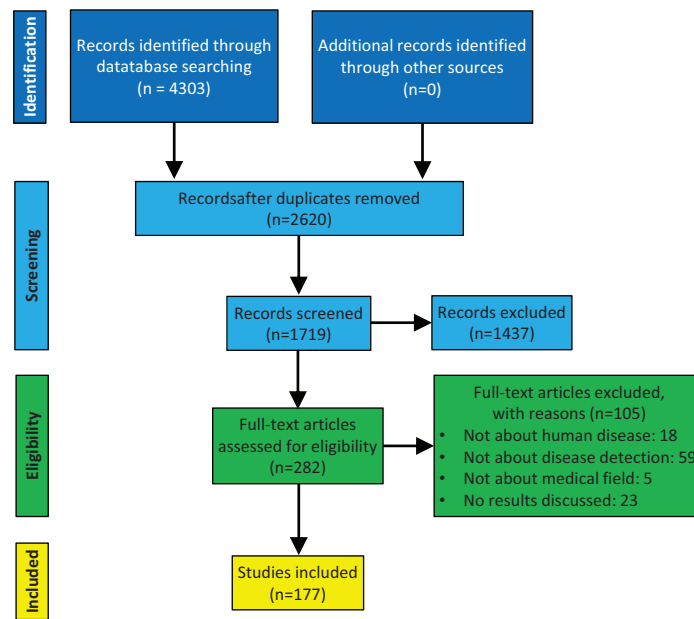 Identification
Records identified through
datatabase searching
(n = 4303)
Additional records identified
through other sources
(n=0)
Screening
Recordsafter duplicates removed
(n=2620)
Records screened
(n=1719)
Records excluded
(n=1437)
Eligibility
Full-text articles
assessed for eligibility
(n=282)
Full-text articles excluded,
with reasons (n=105)
• Not about human disease: 18
• Not about disease detection: 59
• Not about medical field: 5
• No results discussed: 23
Included
Studies included
(n=177)